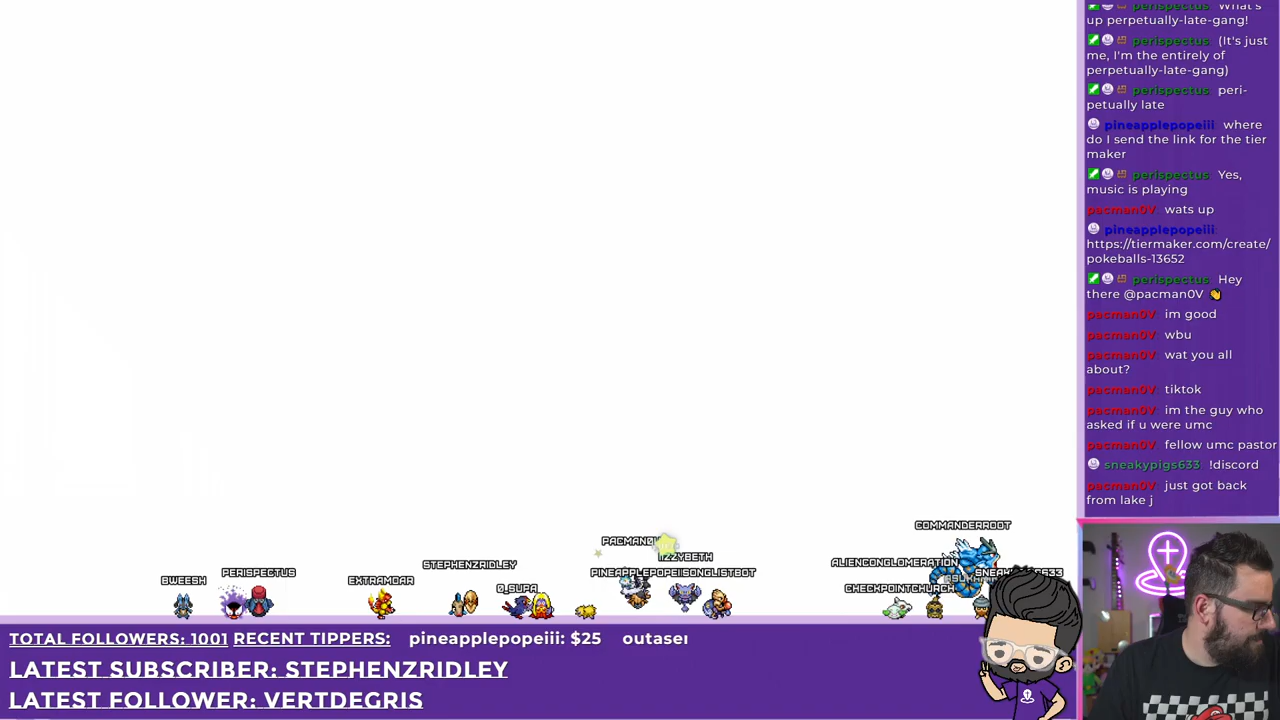 perispectus: What's
up perpetually-late-gang!
perispectus: (It's just
me, I'm the entirely of
perpetually-late-gang)
perispectus: peri-
petually late
pineapplepopeiii: where
do I send the link for the tier
maker
perispectus: Yes,
music is playing
pacman0V: wats up
pineapplepopeiii:
https://tiermaker.com/create/
pokeballs-13652
perispectus: Hey
there @pacman0V 👋
pacman0V: im good
pacman0V: wbu
pacman0V: wat you all
about?
pacman0V: tiktok
pacman0V: im the guy who
asked if u were umc
pacman0V: fellow umc pastor
sneakypigs633: !discord
pacman0V: just got back
from lake j
COMMANDERROOT
PACMAN0V
IZZYBETH
ALIENCONGLOMERATION
STEPHENZRIDLEY
PERISPECTUS
BWEESH
EXTRAMOAR
0_SUPA
CHECKPOINTCHURCH
TOTAL FOLLOWERS: 1001 RECENT TIPPERS: pineapplepopeiii: $25
LATEST SUBSCRIBER: STEPHENZRIDLEY
LATEST FOLLOWER: VERTDEGRIS